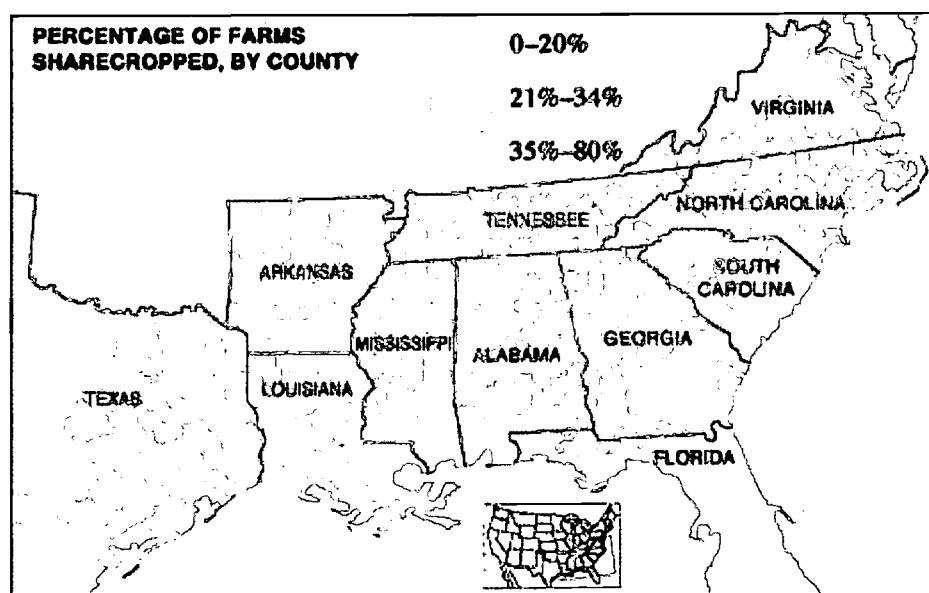 PERCENTAGE OF FARMS
SHARECROPPED, BY COUNTY
0–20%
21%–34%
35%–80%
VIRGINIA
TENNESSEE
NORTH CAROLINA
ARKANSAS
SOUTH
CAROLINA
MISSISSIPPI
ALABAMA
GEORGIA
TEXAS
LOUISIANA
FLORIDA